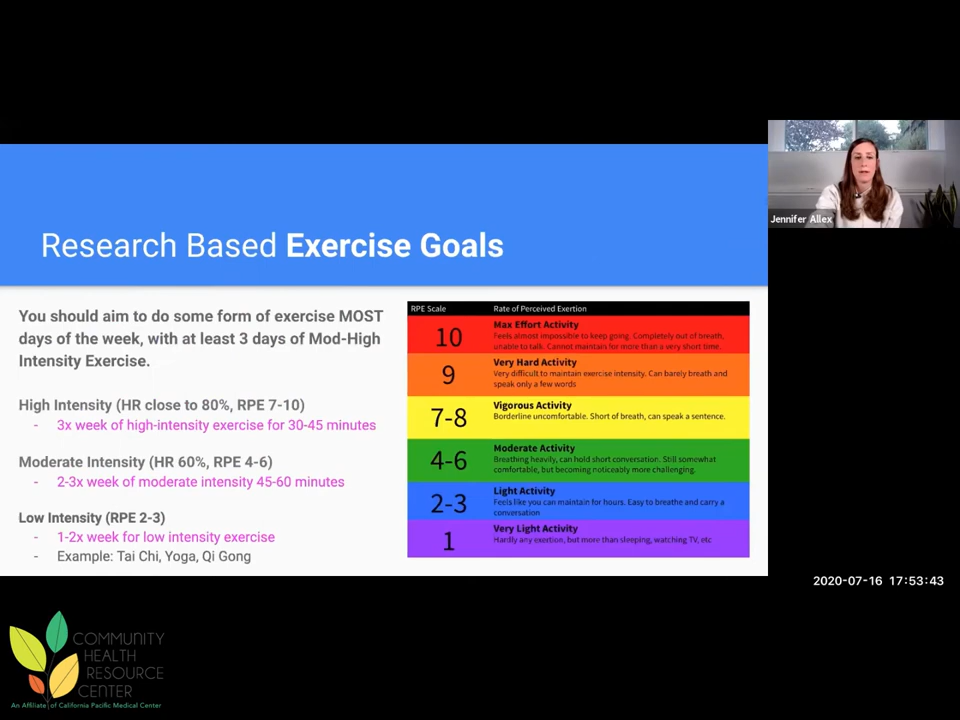 Jennifer Allex
Research Based Exercise Goals
You should aim to do some form of exercise MOST
days of the week, with at least 3 days of Mod-High
Intensity Exercise.
High Intensity (HR close to 80%, RPE 7-10)
- 3x week of high-intensity exercise for 30-45 minutes
Moderate Intensity (HR 60%, RPE 4-6)
- 2-3x week of moderate intensity 45-60 minutes
Low Intensity (RPE 2-3)
- 1-2x week for low intensity exercise
- Example: Tai Chi, Yoga, Qi Gong
RPE Scale Rate of Perceived Exertion
10 Max Effort Activity
Feels almost impossible to keep going. Completely out of breath,
unable to talk. Cannot maintain for more than a very short time.
9 Very Hard Activity
Very difficult to maintain exercise intensity. Can barely breath and
speak only a few words
7-8 Vigorous Activity
Borderline uncomfortable. Short of breath, can speak a sentence.
4-6 Moderate Activity
Breathing heavily, can hold short conversation. Still somewhat
comfortable, but becoming noticeably more challenging.
2-3 Light Activity
Feels like you can maintain for hours. Easy to breathe and carry a
conversation
1 Very Light Activity
Hardly any exertion, but more than sleeping, watching TV, etc
2020-07-16 17:53:43
COMMUNITY
HEALTH
RESOURCE
CENTER
An Affiliate of California Pacific Medical Center